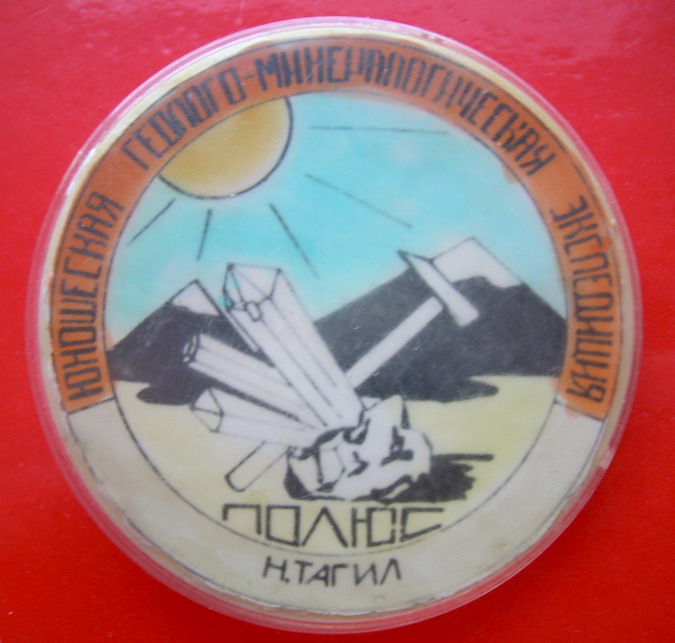 ЮНОШЕСКАЯ ГЕОЛОГО-МИНЕРАЛОГИЧЕСКАЯ ЭКСПЕДИЦИЯ
ПОЛЮС
Н.ТАГИЛ